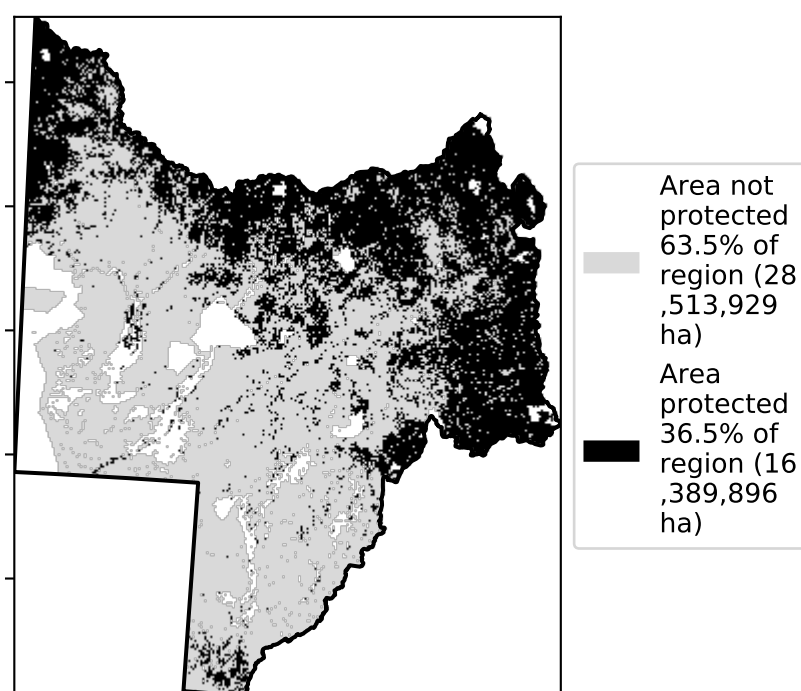 Area not
protected
63.5% of
region (28
,513,929
ha)
Area
protected
36.5% of
region (16
,389,896
ha)